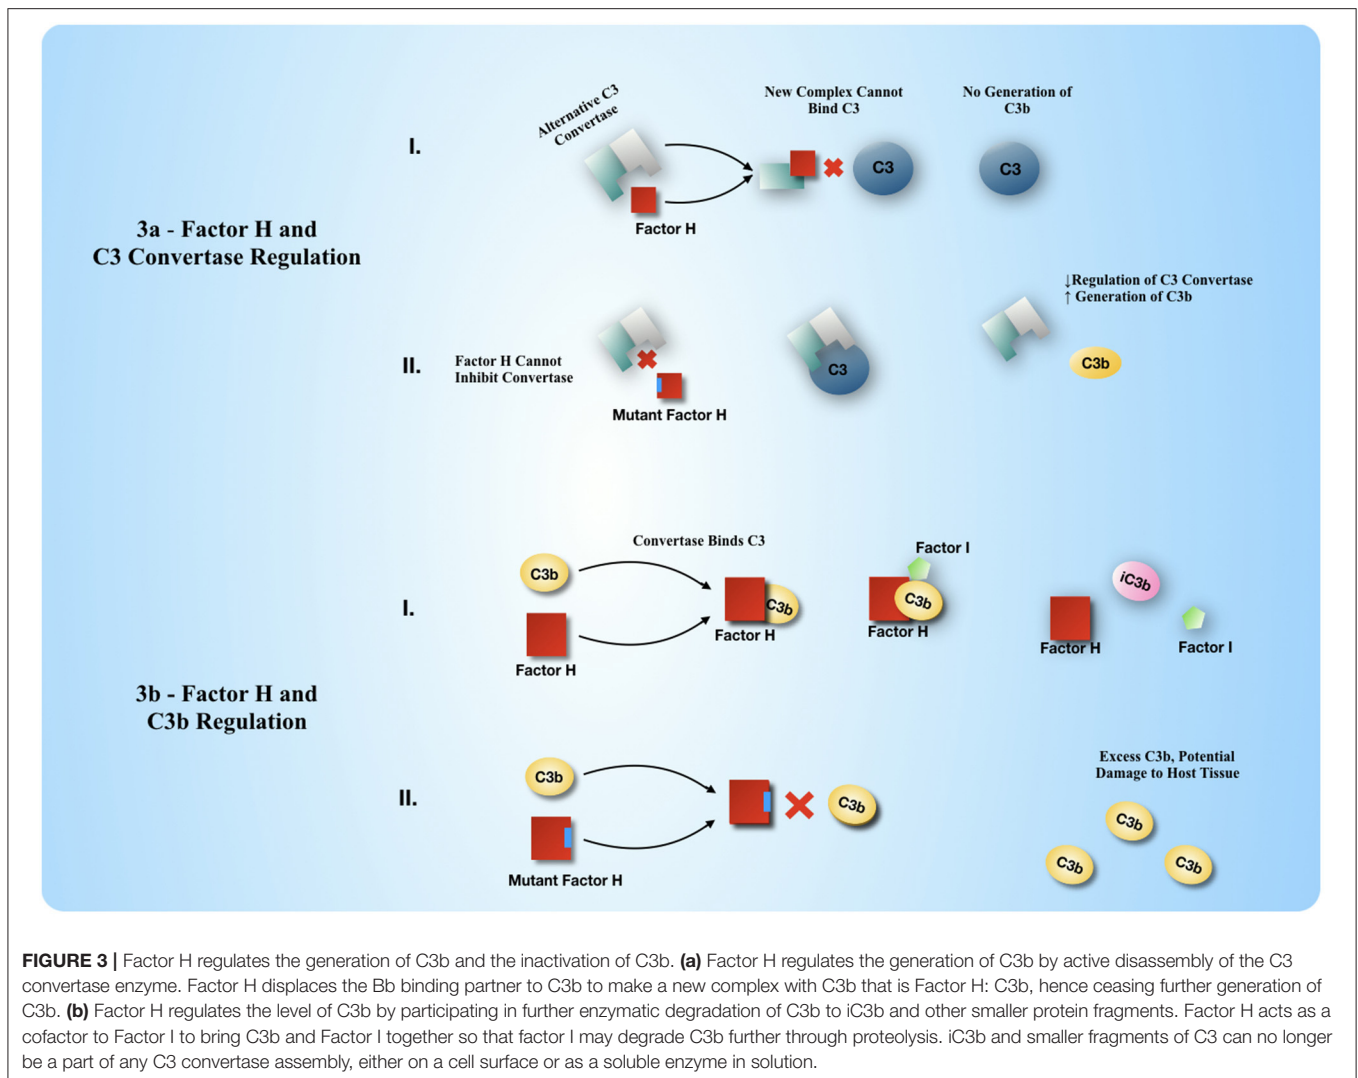 Alternative C3
Convertase
New Complex Cannot
Bind C3
No Generation of
C3b
I.
C3
C3
Factor H
3a - Factor H and
C3 Convertase Regulation
↓Regulation of C3 Convertase
↑ Generation of C3b
II.
Factor H Cannot
Inhibit Convertase
C3
C3b
Mutant Factor H
Convertase Binds C3
Factor I
C3b
iC3b
I.
C3b
C3b
Factor H
Factor H
Factor H
Factor I
Factor H
3b - Factor H and
C3b Regulation
Excess C3b, Potential
Damage to Host Tissue
C3b
II.
C3b
C3b
C3b
C3b
Mutant Factor H
FIGURE 3 | Factor H regulates the generation of C3b and the inactivation of C3b. (a) Factor H regulates the generation of C3b by active disassembly of the C3
convertase enzyme. Factor H displaces the Bb binding partner to C3b to make a new complex with C3b that is Factor H: C3b, hence ceasing further generation of
C3b. (b) Factor H regulates the level of C3b by participating in further enzymatic degradation of C3b to iC3b and other smaller protein fragments. Factor H acts as a
cofactor to Factor I to bring C3b and Factor I together so that factor I may degrade C3b further through proteolysis. iC3b and smaller fragments of C3 can no longer
be a part of any C3 convertase assembly, either on a cell surface or as a soluble enzyme in solution.